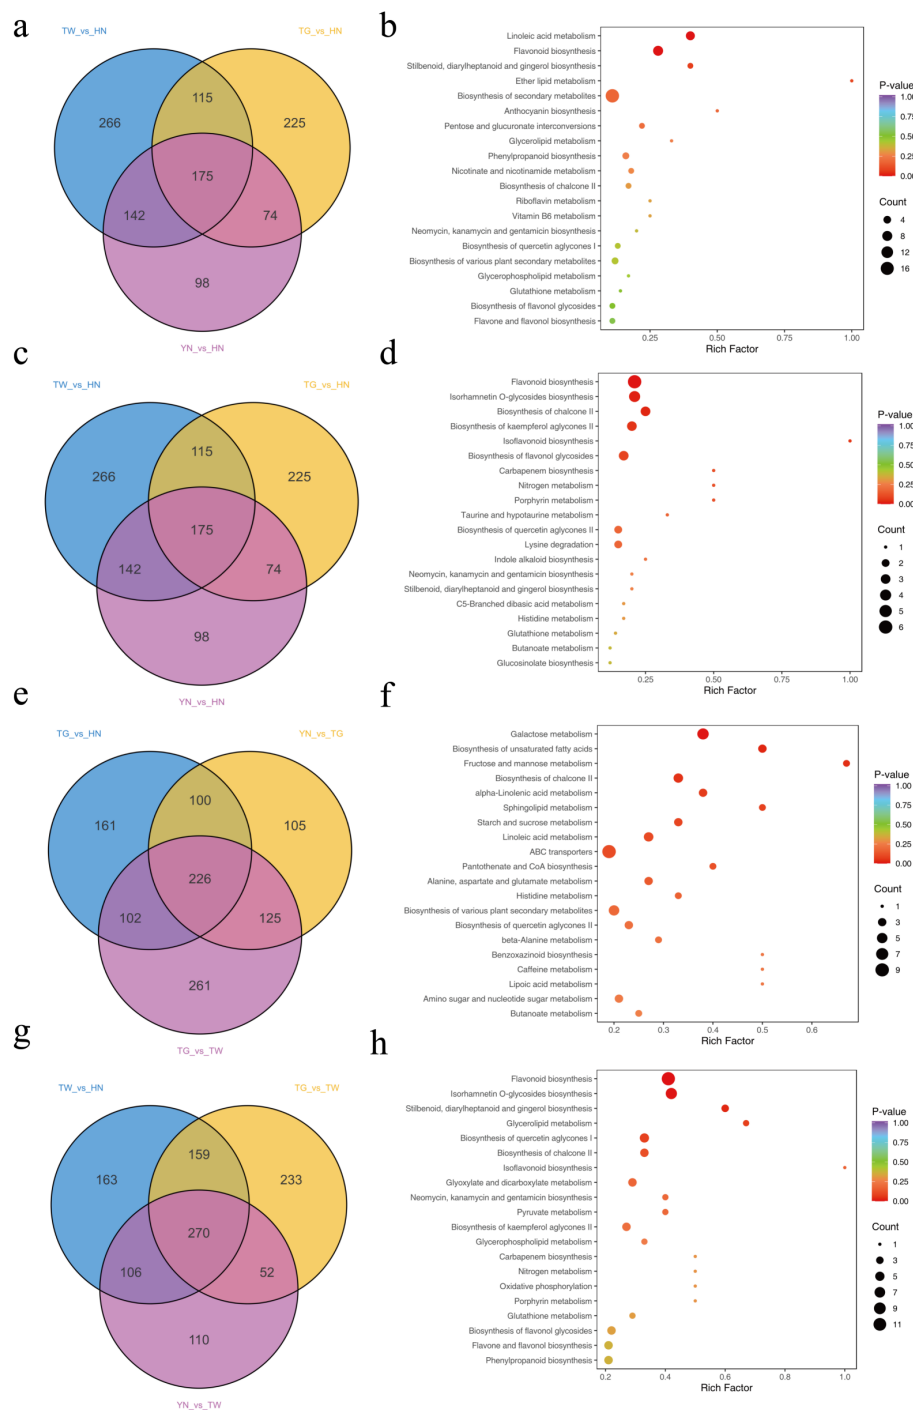 a
TW_vs_HN
TG_vs_HN
115
266
225
175
142
74
98
YN_vs_HN
b
Linoleic acid metabolism
Flavonoid biosynthesis
Stilbenoid, diarylheptanoid and gingerol biosynthesis
Ether lipid metabolism
Biosynthesis of secondary metabolites
Anthocyanin biosynthesis
Pentose and glucuronate interconversions
Glycerolipid metabolism
Phenylpropanoid biosynthesis
Nicotinate and nicotinamide metabolism
Biosynthesis of chalcone II
Riboflavin metabolism
Vitamin B6 metabolism
Neomycin, kanamycin and gentamicin biosynthesis
Biosynthesis of quercetin aglycones I
Biosynthesis of various plant secondary metabolites
Glycerophospholipid metabolism
Glutathione metabolism
Biosynthesis of flavonol glycosides
Flavone and flavonol biosynthesis
0.25 0.50 0.75 1.00
Rich Factor
P-value
1.00
0.75
0.50
0.25
0.00
Count
4
8
12
16
c
TW_vs_HN
TG_vs_HN
115
266
225
175
142
74
98
YN_vs_HN
d
Flavonoid biosynthesis
Isorhamnetin O-glycosides biosynthesis
Biosynthesis of chalcone II
Biosynthesis of kaempferol aglycones II
Isoflavonoid biosynthesis
Biosynthesis of flavonol glycosides
Carbapenem biosynthesis
Nitrogen metabolism
Porphyrin metabolism
Taurine and hypotaurine metabolism
Biosynthesis of quercetin aglycones II
Lysine degradation
Indole alkaloid biosynthesis
Neomycin, kanamycin and gentamicin biosynthesis
Stilbenoid, diarylheptanoid and gingerol biosynthesis
C5-Branched dibasic acid metabolism
Histidine metabolism
Glutathione metabolism
Butanoate metabolism
Glucosinolate biosynthesis
0.25 0.50 0.75 1.00
Rich Factor
P-value
1.00
0.75
0.50
0.25
0.00
Count
1
2
3
4
5
6
e
TG_vs_HN
YN_vs_TG
100
161
105
226
102
125
261
TG_vs_TW
f
Galactose metabolism
Biosynthesis of unsaturated fatty acids
Fructose and mannose metabolism
Biosynthesis of chalcone II
alpha-Linolenic acid metabolism
Sphingolipid metabolism
Starch and sucrose metabolism
Linoleic acid metabolism
ABC transporters
Pantothenate and CoA biosynthesis
Alanine, aspartate and glutamate metabolism
Histidine metabolism
Biosynthesis of various plant secondary metabolites
Biosynthesis of quercetin aglycones II
beta-Alanine metabolism
Benzoxazinoid biosynthesis
Caffeine metabolism
Lipoic acid metabolism
Amino sugar and nucleotide sugar metabolism
Butanoate metabolism
0.2 0.3 0.4 0.5 0.6
Rich Factor
P-value
1.00
0.75
0.50
0.25
0.00
Count
1
3
5
7
9
g
TW_vs_HN
TG_vs_TW
159
163
233
270
106
52
110
YN_vs_TW
h
Flavonoid biosynthesis
Isorhamnetin O-glycosides biosynthesis
Stilbenoid, diarylheptanoid and gingerol biosynthesis
Glycerolipid metabolism
Biosynthesis of quercetin aglycones I
Biosynthesis of chalcone II
Isoflavonoid biosynthesis
Glyoxylate and dicarboxylate metabolism
Neomycin, kanamycin and gentamicin biosynthesis
Pyruvate metabolism
Biosynthesis of kaempferol aglycones II
Glycerophospholipid metabolism
Carbapenem biosynthesis
Nitrogen metabolism
Oxidative phosphorylation
Porphyrin metabolism
Glutathione metabolism
Biosynthesis of flavonol glycosides
Flavone and flavonol biosynthesis
Phenylpropanoid biosynthesis
0.2 0.4 0.6 0.8 1.0
Rich Factor
P-value
1.00
0.75
0.50
0.25
0.00
Count
1
3
5
7
9
11